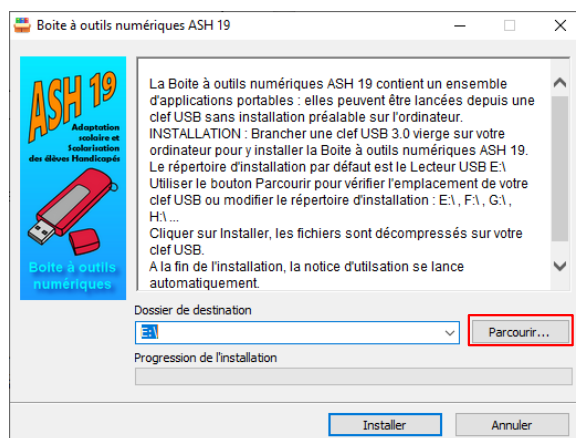 Boite à outils numériques ASH 19
ASH 19
Adaptation
scolaire et
Scolarisation
des élèves Handicapés
Boite à outils
numériques
La Boite à outils numériques ASH 19 contient un ensemble
d'applications portables : elles peuvent être lancées depuis une
clef USB sans installation préalable sur l'ordinateur.
INSTALLATION : Brancher une clef USB 3.0 vierge sur votre
ordinateur pour y installer la Boite à outils numériques ASH 19.
Le répertoire d'installation par défaut est le Lecteur USB E:\
Utiliser le bouton Parcourir pour vérifier l'emplacement de votre
clef USB ou modifier le répertoire d'installation : E:\ , F:\ , G:\ ,
H:\ ...
Cliquer sur Installer, les fichiers sont décompressés sur votre
clef USB.
A la fin de l'installation, la notice d'utilsation se lance
automatiquement.
Dossier de destination
E:\
Parcourir...
Progression de l'installation
Installer
Annuler